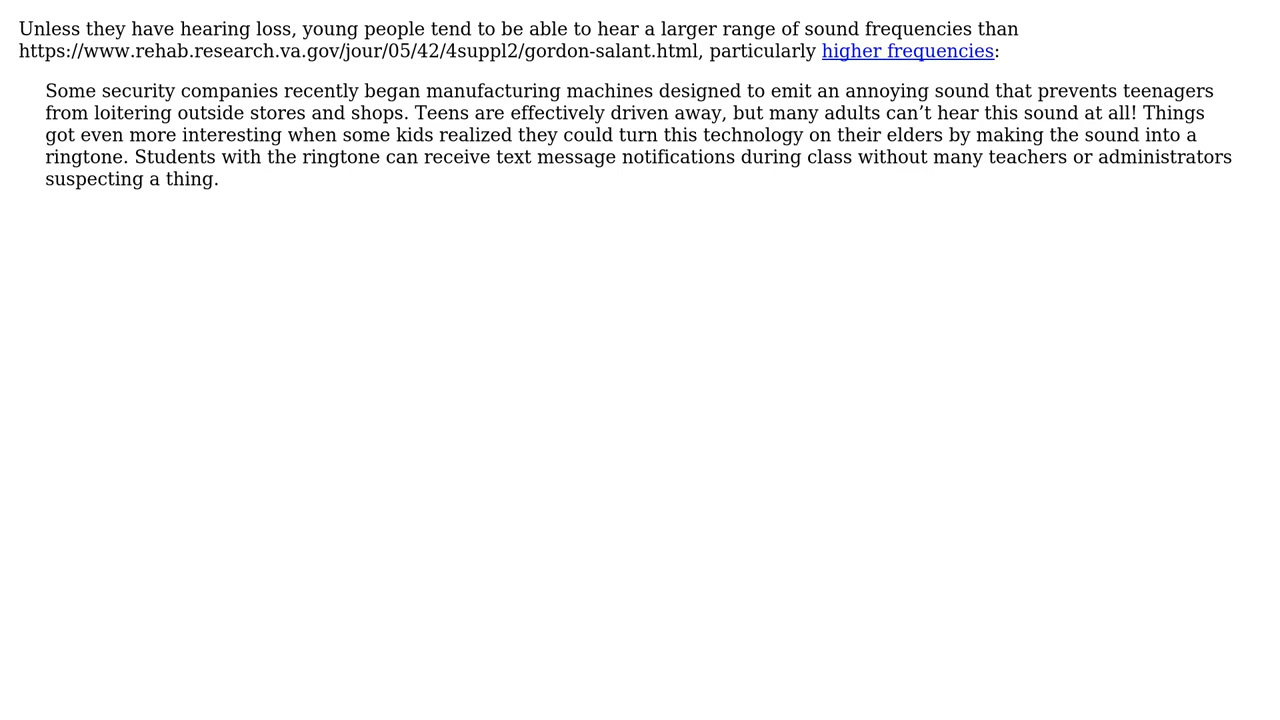 Unless they have hearing loss, young people tend to be able to hear a larger range of sound frequencies than
https://www.rehab.research.va.gov/jour/05/42/4suppl2/gordon-salant.html, particularly higher frequencies:
Some security companies recently began manufacturing machines designed to emit an annoying sound that prevents teenagers
from loitering outside stores and shops. Teens are effectively driven away, but many adults can’t hear this sound at all! Things
got even more interesting when some kids realized they could turn this technology on their elders by making the sound into a
ringtone. Students with the ringtone can receive text message notifications during class without many teachers or administrators
suspecting a thing.